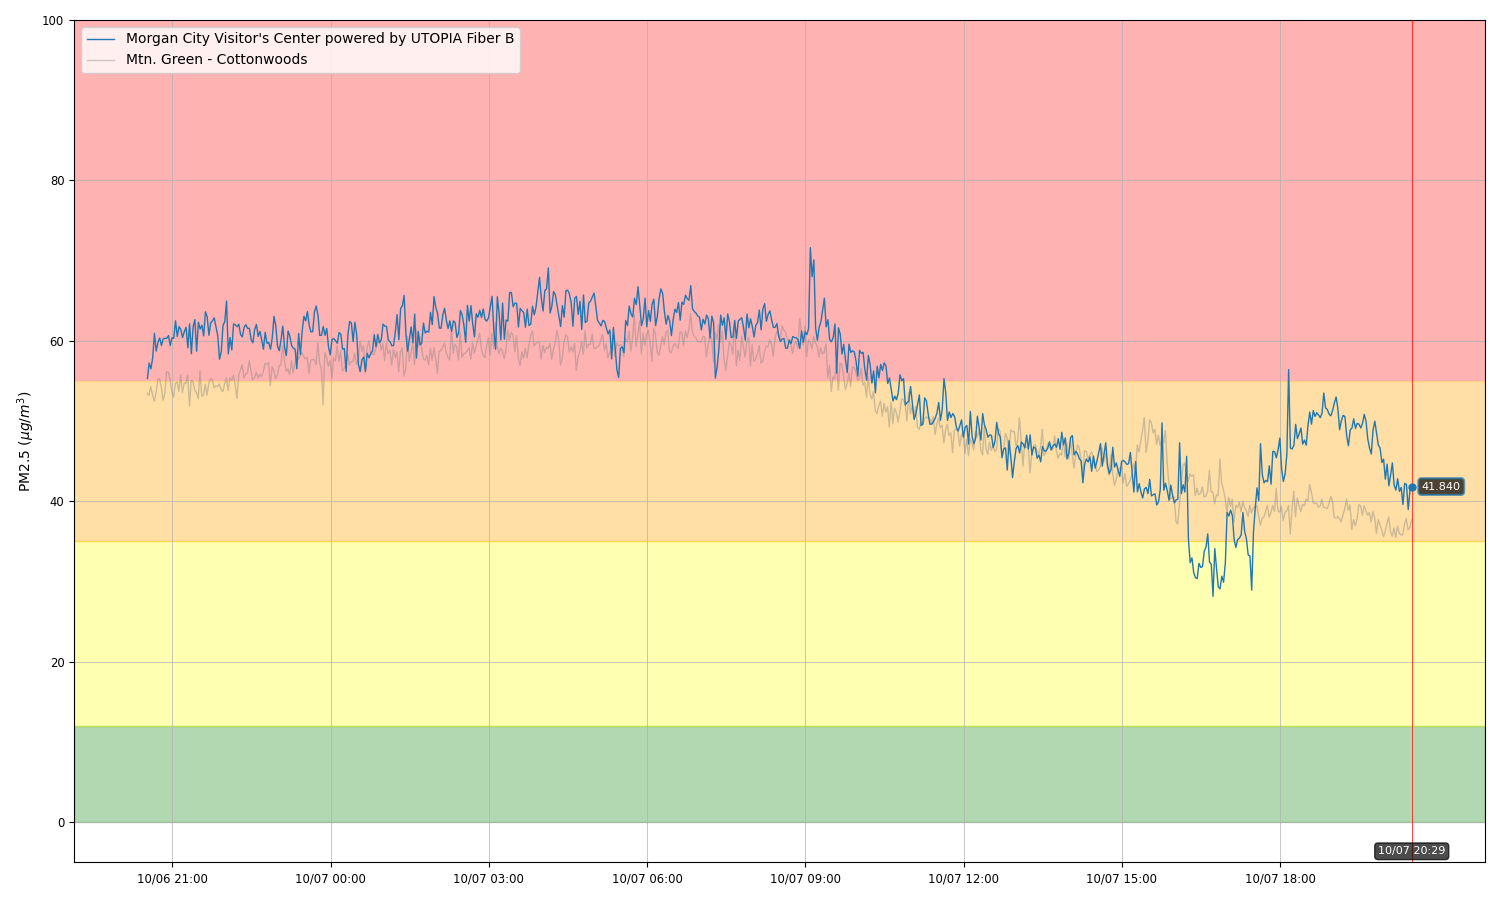 100
Morgan City Visitor's Center powered by UTOPIA Fiber B
Mtn. Green - Cottonwoods
80
60
PM2.5 (μg/m³)
40
41.840
20
0
10/07 20:29
10/06 21:00 10/07 00:00 10/07 03:00 10/07 06:00 10/07 09:00 10/07 12:00 10/07 15:00 10/07 18:00